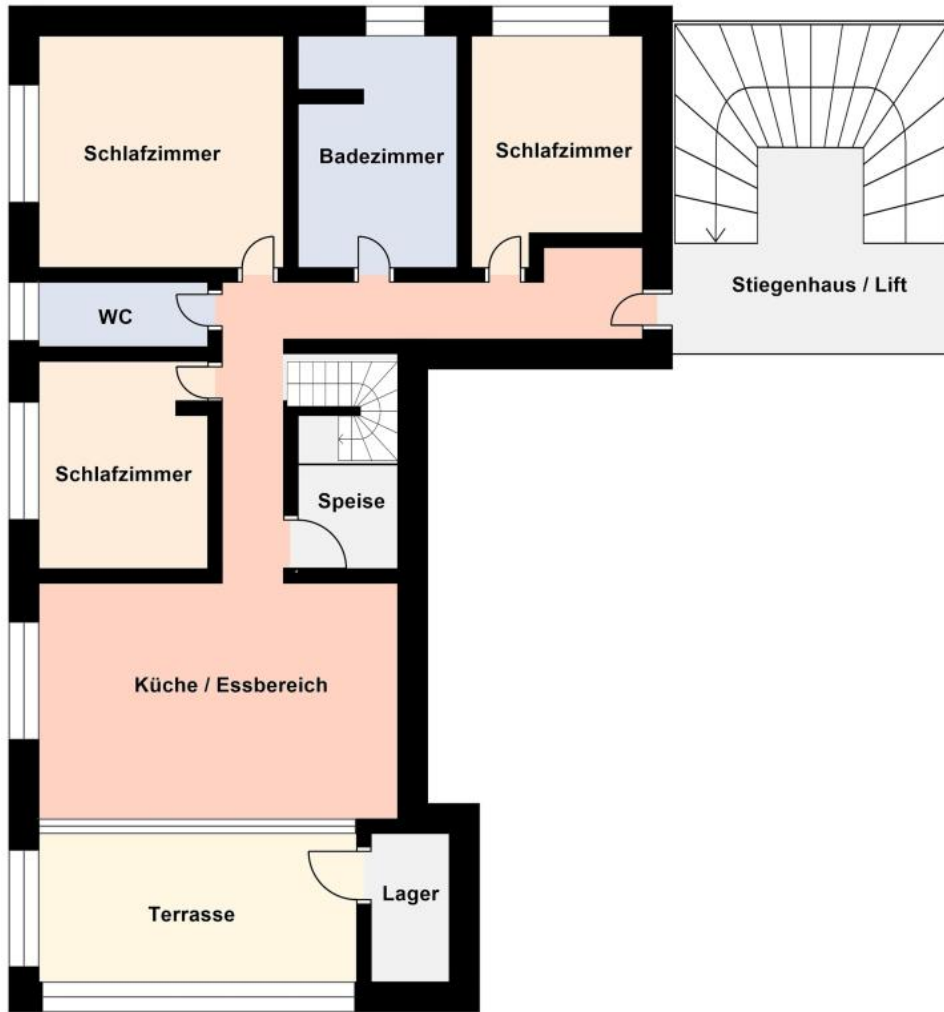 Schlafzimmer
Badezimmer
Schlafzimmer
Stiegenhaus / Lift
WC
Schlafzimmer
Speise
Küche / Essbereich
Lager
Terrasse